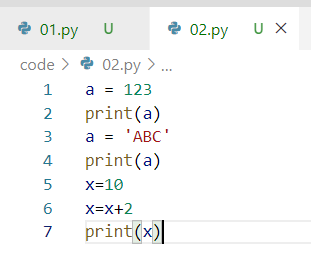 01.py U 02.py U
code > 02.py > ...
1 a = 123
2 print(a)
3 a = 'ABC'
4 print(a)
5 x=10
6 x=x+2
7 print(x)